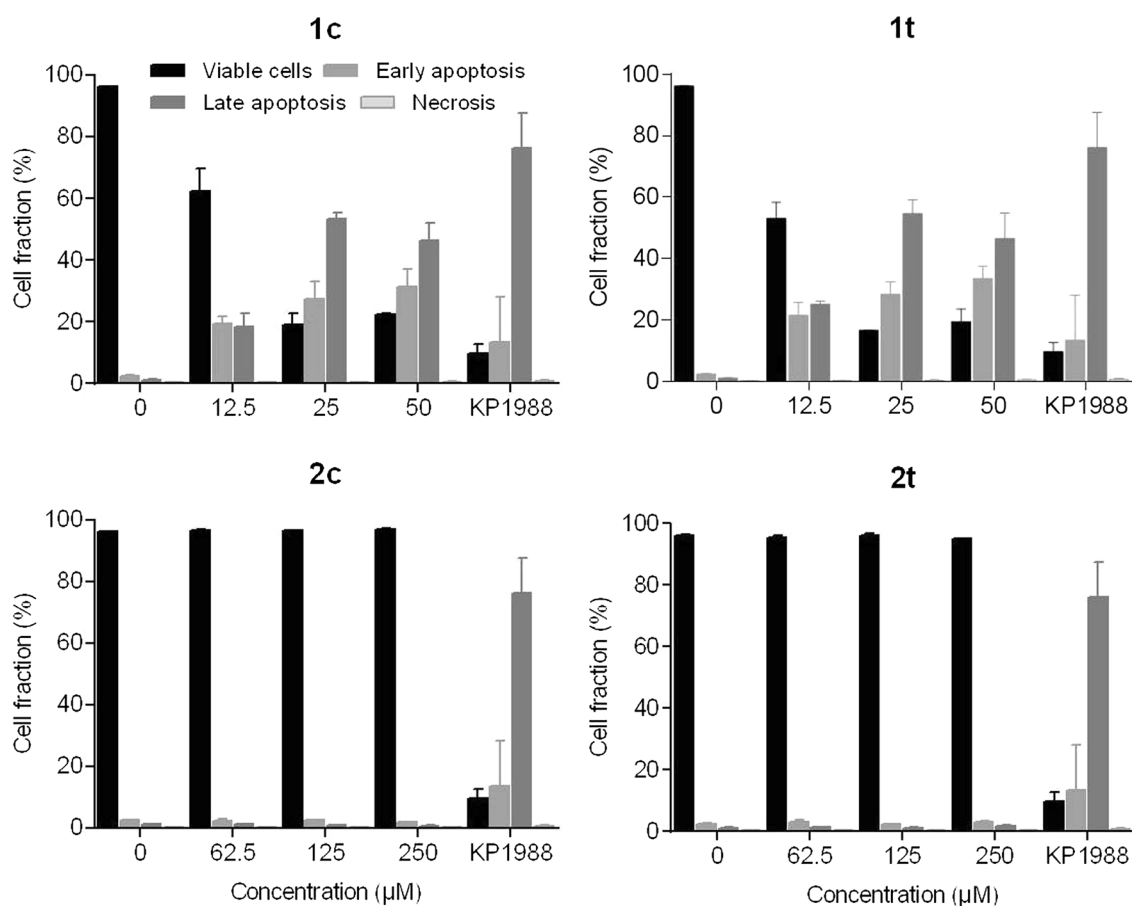 1c
1t
Viable cells
Early apoptosis
Late apoptosis
Necrosis
Cell fraction (%)
100
80
60
40
20
0
0
12.5
25
50
KP1988
Cell fraction (%)
100
80
60
40
20
0
0
12.5
25
50
KP1988
2c
2t
Cell fraction (%)
100
80
60
40
20
0
0
62.5
125
250
KP1988
Concentration (µM)
Cell fraction (%)
100
80
60
40
20
0
0
62.5
125
250
KP1988
Concentration (µM)